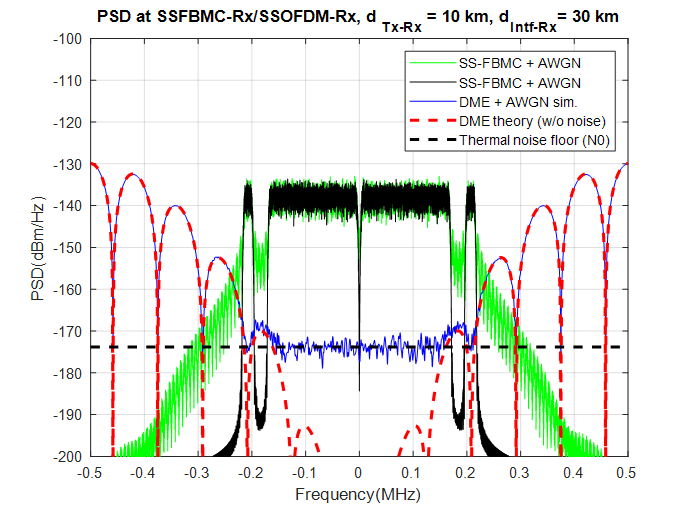 PSD at SSFBMC-Rx/SSOFDM-Rx, d Tx-Rx = 10 km, dIntf-Rx = 30 km
-100
-110
-120
-130
-140
-150
-160
-170
-180
-190
-200
PSD(dBm/Hz)
SS-FBMC + AWGN
SS-FBMC + AWGN
DME + AWGN sim.
DME theory (w/o noise)
Thermal noise floor (N0)
-0.5 -0.4 -0.3 -0.2 -0.1 0 0.1 0.2 0.3 0.4 0.5
Frequency(MHz)